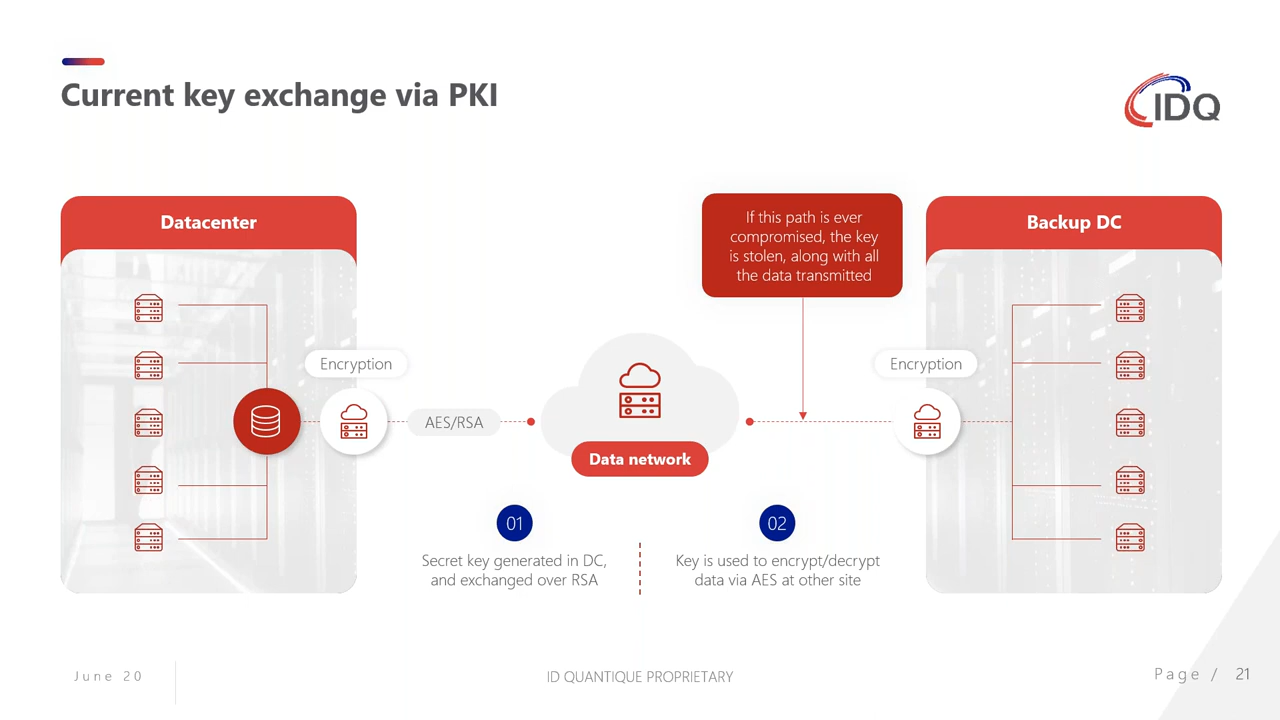 Current key exchange via PKI
IDQ
Datacenter
If this path is ever
compromised, the key
is stolen, along with all
the data transmitted
Backup DC
Encryption
Encryption
AES/RSA
Data network
01
Secret key generated in DC,
and exchanged over RSA
02
Key is used to encrypt/decrypt
data via AES at other site
June 20
ID QUANTIQUE PROPRIETARY
Page / 21